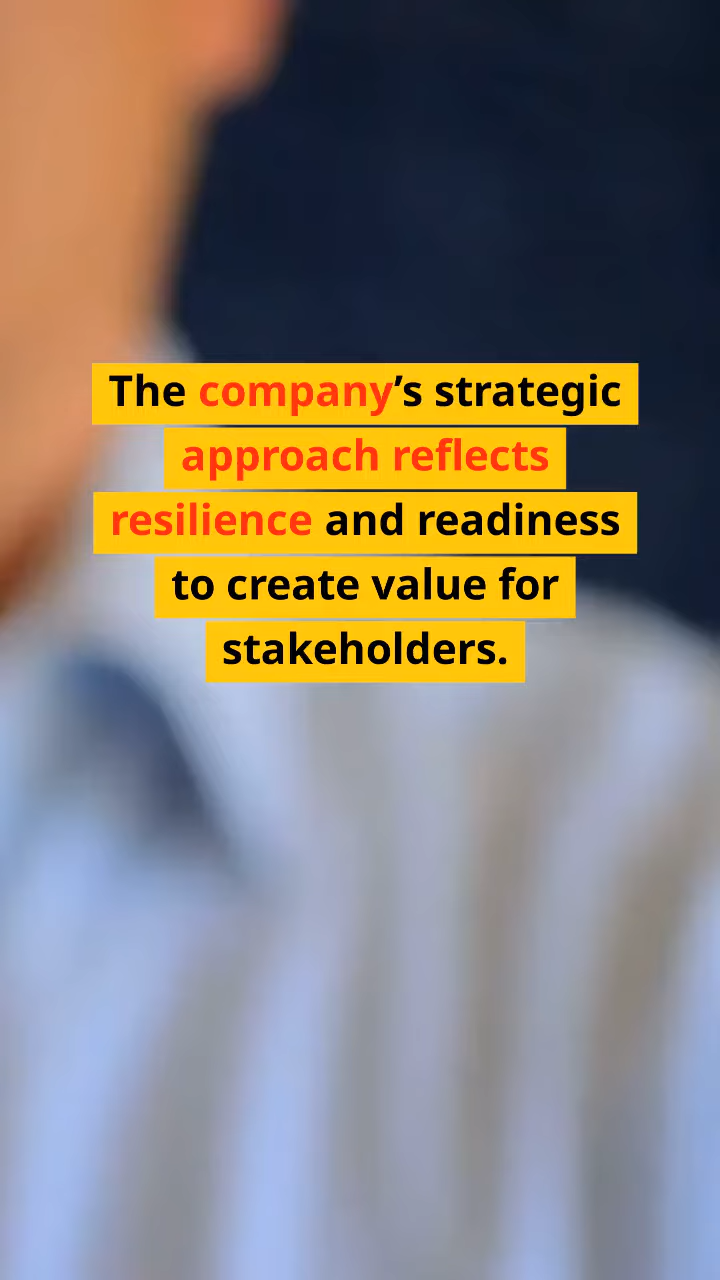 The company’s strategic
approach reflects
resilience and readiness
to create value for
stakeholders.